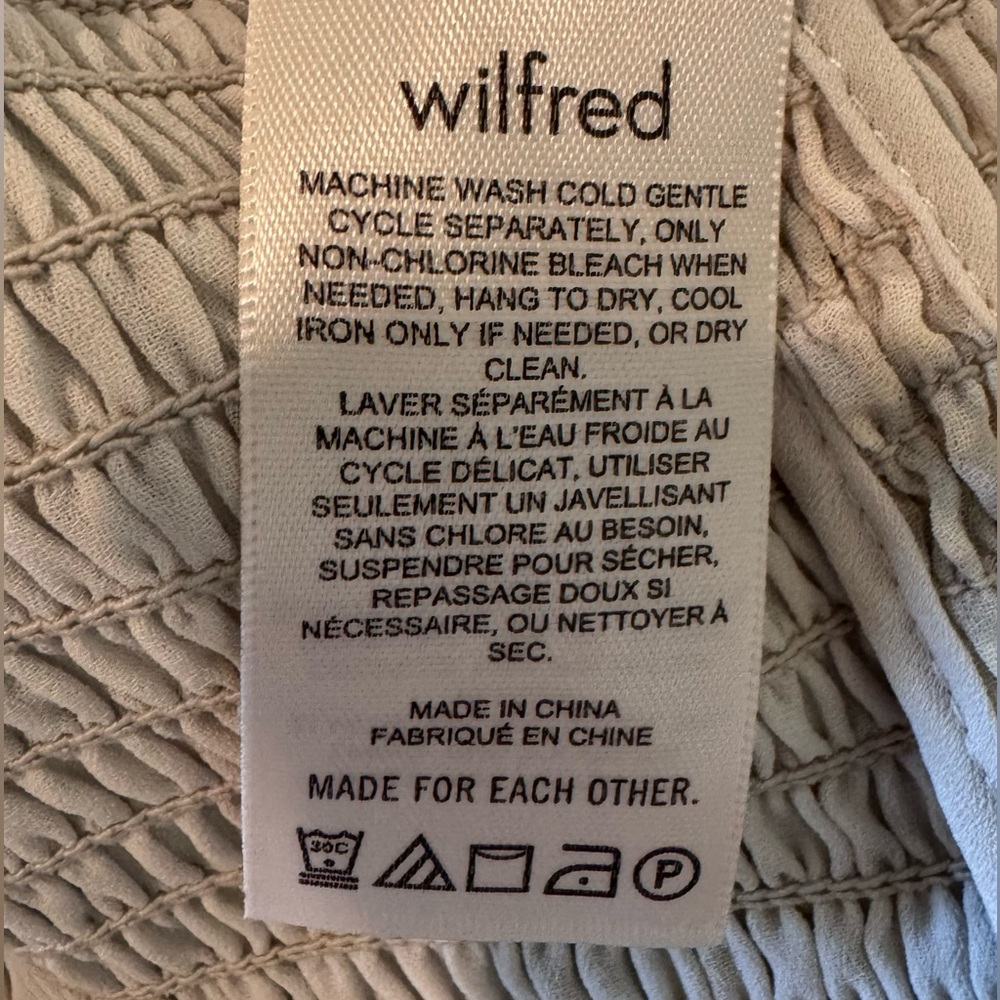 wilfred
MACHINE WASH COLD GENTLE
CYCLE SEPARATELY, ONLY
NON-CHLORINE BLEACH WHEN
NEEDED, HANG TO DRY, COOL
IRON ONLY IF NEEDED, OR DRY
CLEAN.
LAVER SÉPARÉMENT À LA
MACHINE À L'EAU FROIDE AU
CYCLE DÉLICAT, UTILISER
SEULEMENT UN JAVELLISANT
SANS CHLORE AU BESOIN,
SUSPENDRE POUR SÉCHER,
REPASSAGE DOUX SI
NÉCESSAIRE, OU NETTOYER À
SEC.
MADE IN CHINA
FABRIQUÉ EN CHINE
MADE FOR EACH OTHER.
30C P